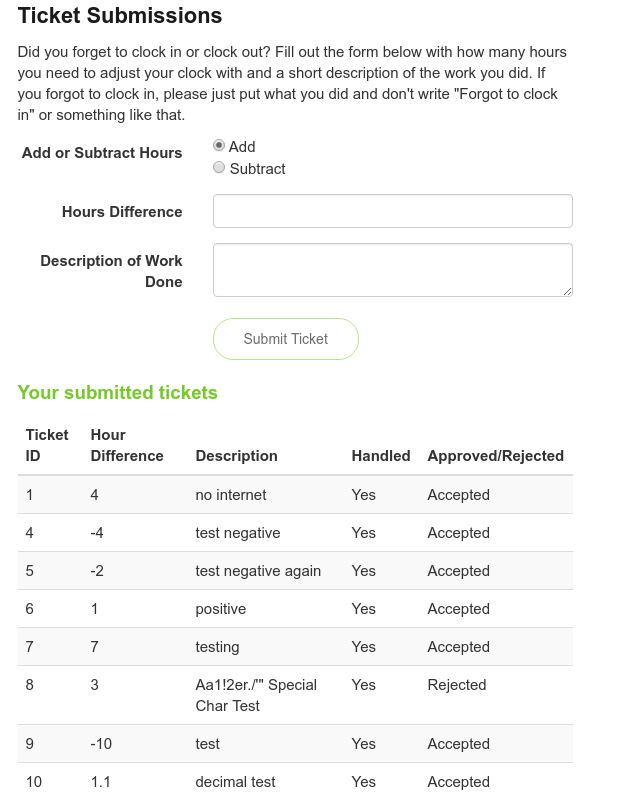 Ticket Submissions
Did you forget to clock in or clock out? Fill out the form below with how many hours
you need to adjust your clock with and a short description of the work you did. If
you forgot to clock in, please just put what you did and don't write "Forgot to clock
in" or something like that.
Add or Subtract Hours
Add
Subtract
Hours Difference
Description of Work
Done
Submit Ticket
Your submitted tickets
Ticket ID Hour Difference Description Handled Approved/Rejected
1 4 no internet Yes Accepted
4 -4 test negative Yes Accepted
5 -2 test negative again Yes Accepted
6 1 positive Yes Accepted
7 7 testing Yes Accepted
8 3 Aa1!2er./'" Special Yes Rejected
Char Test
9 -10 test Yes Accepted
10 1.1 decimal test Yes Accepted